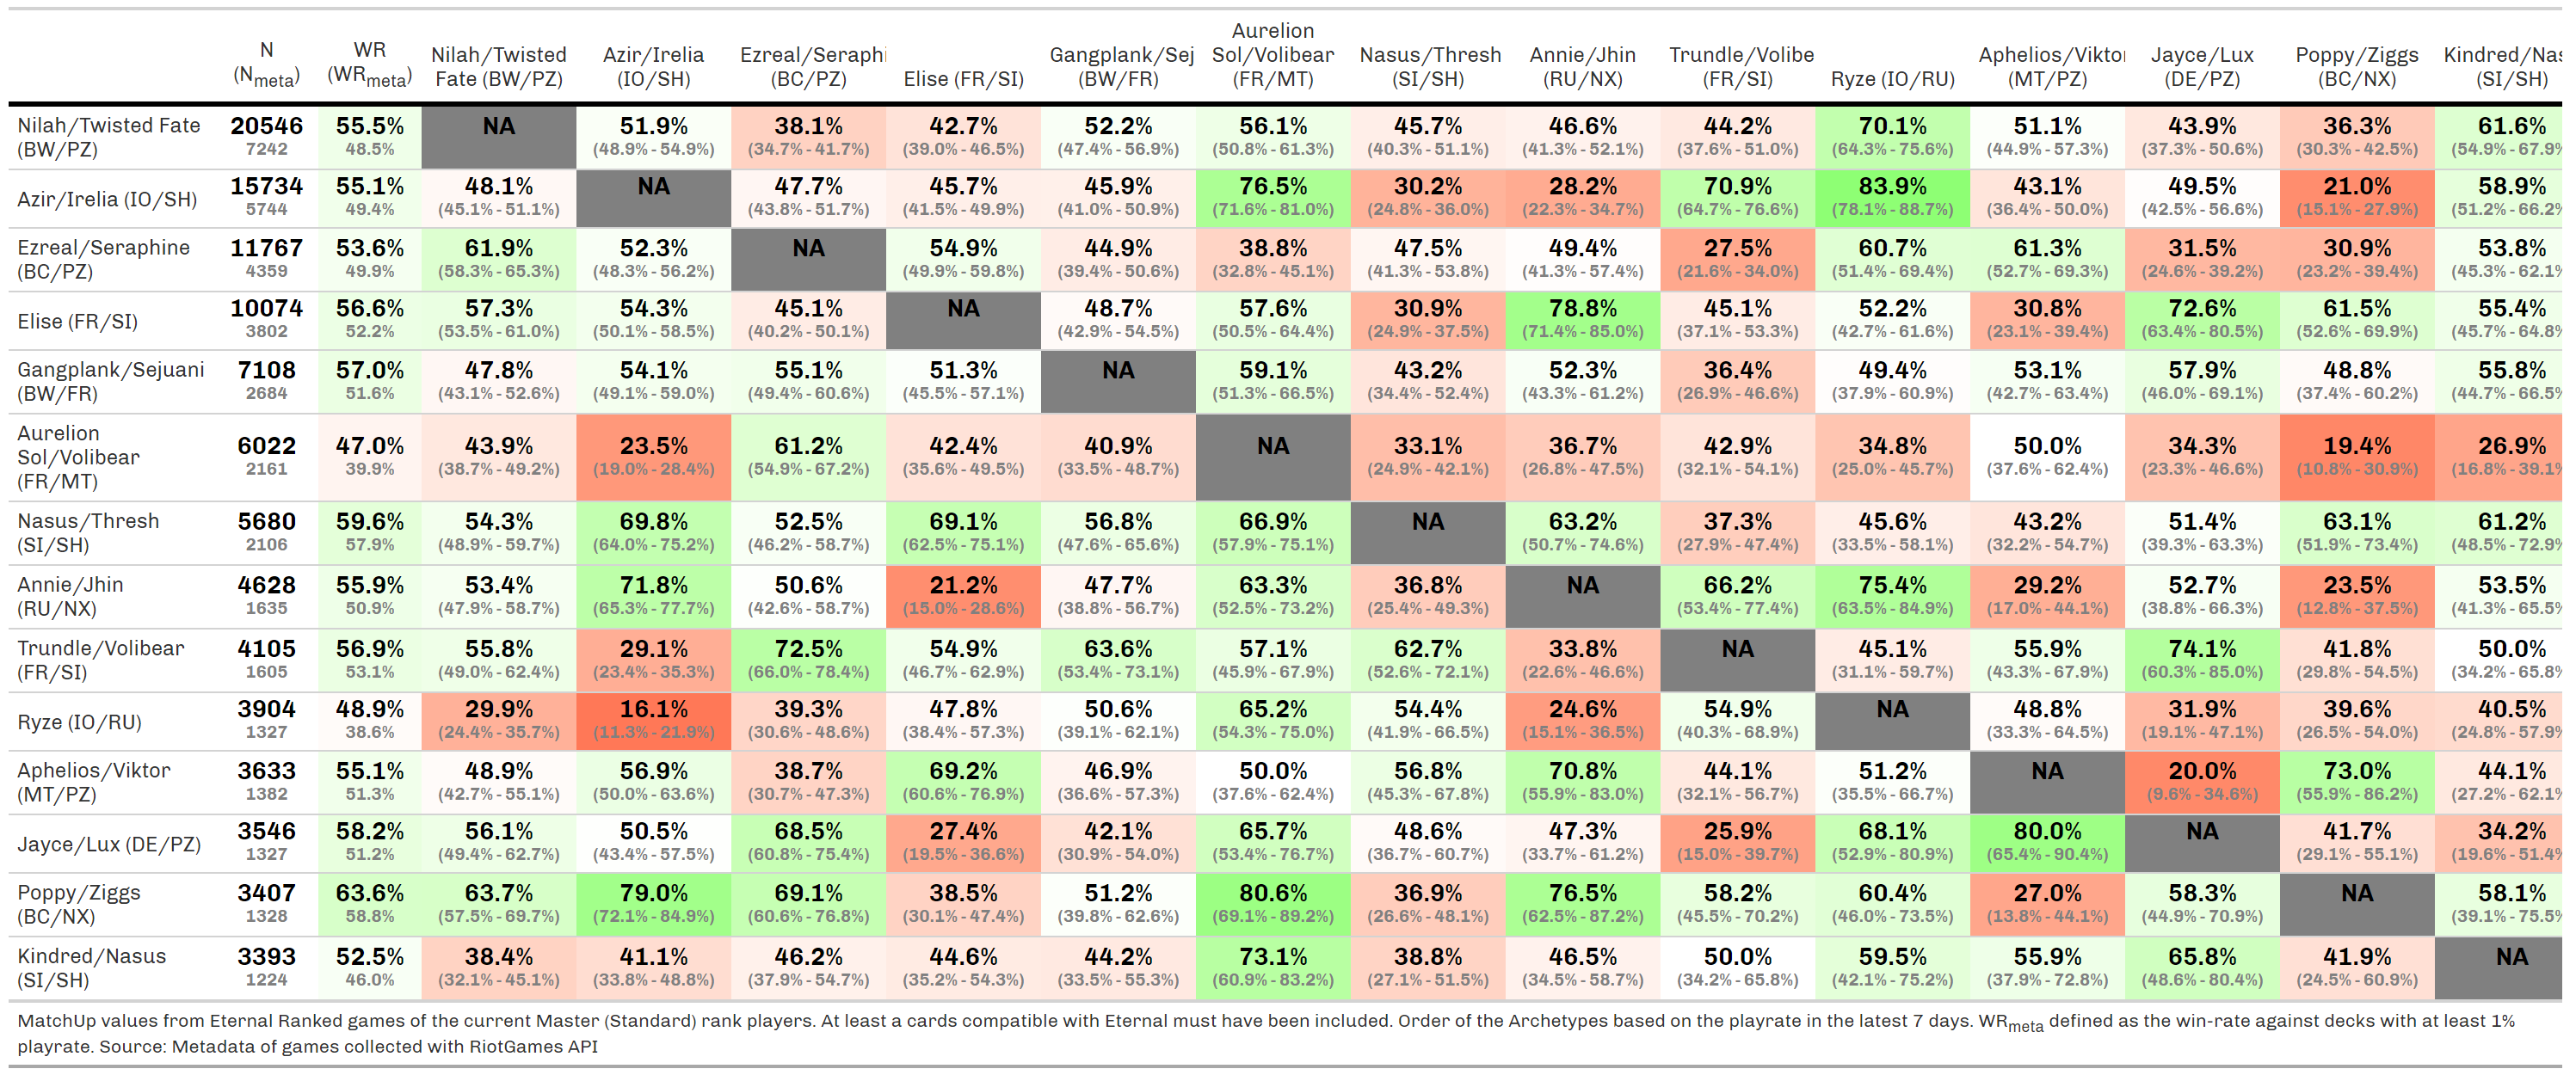 N (Nmeta) WR (WRmeta) Nilah/Twisted Fate (BW/PZ) Azir/Irelia (IO/SH) Ezreal/Seraphi (BC/PZ) Elise (FR/SI) Gangplank/Sej (BW/FR) Aurelion Sol/Volibear (FR/MT) Nasus/Thresh (SI/SH) Annie/Jhin (RU/NX) Trundle/Volibe (FR/SI) Ryze (IO/RU) Aphelios/Viktor (MT/PZ) Jayce/Lux (DE/PZ) Poppy/Ziggs (BC/NX) Kindred/Nas (SI/SH)
Nilah/Twisted Fate 20546 55.5% NA 51.9% 38.1% 42.7% 52.2% 56.1% 45.7% 46.6% 44.2% 70.1% 51.1% 43.9% 36.3% 61.6%
(BW/PZ) 7242 48.5% (48.9% - 54.9%) (34.7% - 41.7%) (39.0% - 46.5%) (47.4% - 56.9%) (50.8% - 61.3%) (40.3% - 51.1%) (41.3% - 52.1%) (37.6% - 51.0%) (64.3% - 75.6%) (44.9% - 57.3%) (37.3% - 50.6%) (30.3% - 42.5%) (54.9% - 67.9%
Azir/Irelia (IO/SH) 15734 55.1% 48.1% NA 47.7% 45.7% 45.9% 76.5% 30.2% 28.2% 70.9% 83.9% 43.1% 49.5% 21.0% 58.9%
5744 49.4% (45.1% - 51.1%) (43.8% - 51.7%) (41.5% - 49.9%) (41.0% - 50.9%) (71.6% - 81.0%) (24.8% - 36.0%) (22.3% - 34.7%) (64.7% - 76.6%) (78.1% - 88.7%) (36.4% - 50.0%) (42.5% - 56.6%) (15.1% - 27.9%) (51.2% - 66.2%
Ezreal/Seraphine 11767 53.6% 61.9% 52.3% NA 54.9% 44.9% 38.8% 47.5% 49.4% 27.5% 60.7% 61.3% 31.5% 30.9% 53.8%
(BC/PZ) 4359 49.9% (58.3% - 65.3%) (48.3% - 56.2%) (49.9% - 59.8%) (39.4% - 50.6%) (32.8% - 45.1%) (41.3% - 53.8%) (41.3% - 57.4%) (21.6% - 34.0%) (51.4% - 69.4%) (52.7% - 69.3%) (24.6% - 39.2%) (23.2% - 39.4%) (45.3% - 62.1%
Elise (FR/SI) 10074 56.6% 57.3% 54.3% 45.1% NA 48.7% 57.6% 30.9% 78.8% 45.1% 52.2% 30.8% 72.6% 61.5% 55.4%
3802 52.2% (53.5% - 61.0%) (50.1% - 58.5%) (40.2% - 50.1%) (42.9% - 54.5%) (50.5% - 64.4%) (24.9% - 37.5%) (71.4% - 85.0%) (37.1% - 53.3%) (42.7% - 61.6%) (23.1% - 39.4%) (63.4% - 80.5%) (52.6% - 69.9%) (45.7% - 64.8%
Gangplank/Sejuani 7108 57.0% 47.8% 54.1% 55.1% 51.3% NA 59.1% 43.2% 52.3% 36.4% 49.4% 53.1% 57.9% 48.8% 55.8%
(BW/FR) 2684 51.6% (43.1% - 52.6%) (49.1% - 59.0%) (49.4% - 60.6%) (45.5% - 57.1%) (51.3% - 66.5%) (34.4% - 52.4%) (43.3% - 61.2%) (26.9% - 46.6%) (37.9% - 60.9%) (42.7% - 63.4%) (46.0% - 69.1%) (37.4% - 60.2%) (44.7% - 66.5%
Aurelion
Sol/Volibear 6022 47.0% 43.9% 23.5% 61.2% 42.4% 40.9% NA 33.1% 36.7% 42.9% 34.8% 50.0% 34.3% 19.4% 26.9%
(FR/MT) 2161 39.9% (38.7% - 49.2%) (19.0% - 28.4%) (54.9% - 67.2%) (35.6% - 49.5%) (33.5% - 48.7%) (24.9% - 42.1%) (26.8% - 47.5%) (32.1% - 54.1%) (25.0% - 45.7%) (37.6% - 62.4%) (23.3% - 46.6%) (10.8% - 30.9%) (16.8% - 39.1%
Nasus/Thresh 5680 59.6% 54.3% 69.8% 52.5% 69.1% 56.8% 66.9% NA 63.2% 37.3% 45.6% 43.2% 51.4% 63.1% 61.2%
(SI/SH) 2106 57.9% (48.9% - 59.7%) (64.0% - 75.2%) (46.2% - 58.7%) (62.5% - 75.1%) (47.6% - 65.6%) (57.9% - 75.1%) (50.7% - 74.6%) (27.9% - 47.4%) (33.5% - 58.1%) (32.2% - 54.7%) (39.3% - 63.3%) (51.9% - 73.4%) (48.5% - 72.9%
Annie/Jhin 4628 55.9% 53.4% 71.8% 50.6% 21.2% 47.7% 63.3% 36.8% NA 66.2% 75.4% 29.2% 52.7% 23.5% 53.5%
(RU/NX) 1635 50.9% (47.9% - 58.7%) (65.3% - 77.7%) (42.6% - 58.7%) (15.0% - 28.6%) (38.8% - 56.7%) (52.5% - 73.2%) (25.4% - 49.3%) (53.4% - 77.4%) (63.5% - 84.9%) (17.0% - 44.1%) (38.8% - 66.3%) (12.8% - 37.5%) (41.3% - 65.5%
Trundle/Volibear 4105 56.9% 55.8% 29.1% 72.5% 54.9% 63.6% 57.1% 62.7% 33.8% NA 45.1% 55.9% 74.1% 41.8% 50.0%
(FR/SI) 1605 53.1% (49.0% - 62.4%) (23.4% - 35.3%) (66.0% - 78.4%) (46.7% - 62.9%) (53.4% - 73.1%) (45.9% - 67.9%) (52.6% - 72.1%) (22.6% - 46.6%) (31.1% - 59.7%) (43.3% - 67.9%) (60.3% - 85.0%) (29.8% - 54.5%) (34.2% - 65.8%
Ryze (IO/RU) 3904 48.9% 29.9% 16.1% 39.3% 47.8% 50.6% 65.2% 54.4% 24.6% 54.9% NA 48.8% 31.9% 39.6% 40.5%
1327 38.6% (24.4% - 35.7%) (11.3% - 21.9%) (30.6% - 48.6%) (38.4% - 57.3%) (39.1% - 62.1%) (54.3% - 75.0%) (41.9% - 66.5%) (15.1% - 36.5%) (40.3% - 68.9%) (33.3% - 64.5%) (19.1% - 47.1%) (26.5% - 54.0%) (24.8% - 57.9%
Aphelios/Viktor 3633 55.1% 48.9% 56.9% 38.7% 69.2% 46.9% 50.0% 56.8% 70.8% 44.1% 51.2% NA 20.0% 73.0% 44.1%
(MT/PZ) 1382 51.3% (42.7% - 55.1%) (50.0% - 63.6%) (30.7% - 47.3%) (60.6% - 76.9%) (36.6% - 57.3%) (37.6% - 62.4%) (45.3% - 67.8%) (55.9% - 83.0%) (32.1% - 56.7%) (35.5% - 66.7%) (9.6% - 34.6%) (55.9% - 86.2%) (27.2% - 62.1%
Jayce/Lux (DE/PZ) 3546 58.2% 56.1% 50.5% 68.5% 27.4% 42.1% 65.7% 48.6% 47.3% 25.9% 68.1% 80.0% NA 41.7% 34.2%
1327 51.2% (49.4% - 62.7%) (43.4% - 57.5%) (60.8% - 75.4%) (19.5% - 36.6%) (30.9% - 54.0%) (53.4% - 76.7%) (36.7% - 60.7%) (33.7% - 61.2%) (15.0% - 39.7%) (52.9% - 80.9%) (65.4% - 90.4%) (29.1% - 55.1%) (19.6% - 51.4%
Poppy/Ziggs 3407 63.6% 63.7% 79.0% 69.1% 38.5% 51.2% 80.6% 36.9% 76.5% 58.2% 60.4% 27.0% 58.3% NA 58.1%
(BC/NX) 1328 58.8% (57.5% - 69.7%) (72.1% - 84.9%) (60.6% - 76.8%) (30.1% - 47.4%) (39.8% - 62.6%) (69.1% - 89.2%) (26.6% - 48.1%) (62.5% - 87.2%) (45.5% - 70.2%) (46.0% - 73.5%) (13.8% - 44.1%) (44.9% - 70.9%) (39.1% - 75.5%
Kindred/Nasus 3393 52.5% 38.4% 41.1% 46.2% 44.6% 44.2% 73.1% 38.8% 46.5% 50.0% 59.5% 55.9% 65.8% 41.9% NA
(SI/SH) 1224 46.0% (32.1% - 45.1%) (33.8% - 48.8%) (37.9% - 54.7%) (35.2% - 54.3%) (33.5% - 55.3%) (60.9% - 83.2%) (27.1% - 51.5%) (34.5% - 58.7%) (34.2% - 65.8%) (42.1% - 75.2%) (37.9% - 72.8%) (48.6% - 80.4%) (24.5% - 60.9%)
MatchUp values from Eternal Ranked games of the current Master (Standard) rank players. At least a cards compatible with Eternal must have been included. Order of the Archetypes based on the playrate in the latest 7 days. WRmeta defined as the win-rate against decks with at least 1%
playrate. Source: Metadata of games collected with RiotGames API